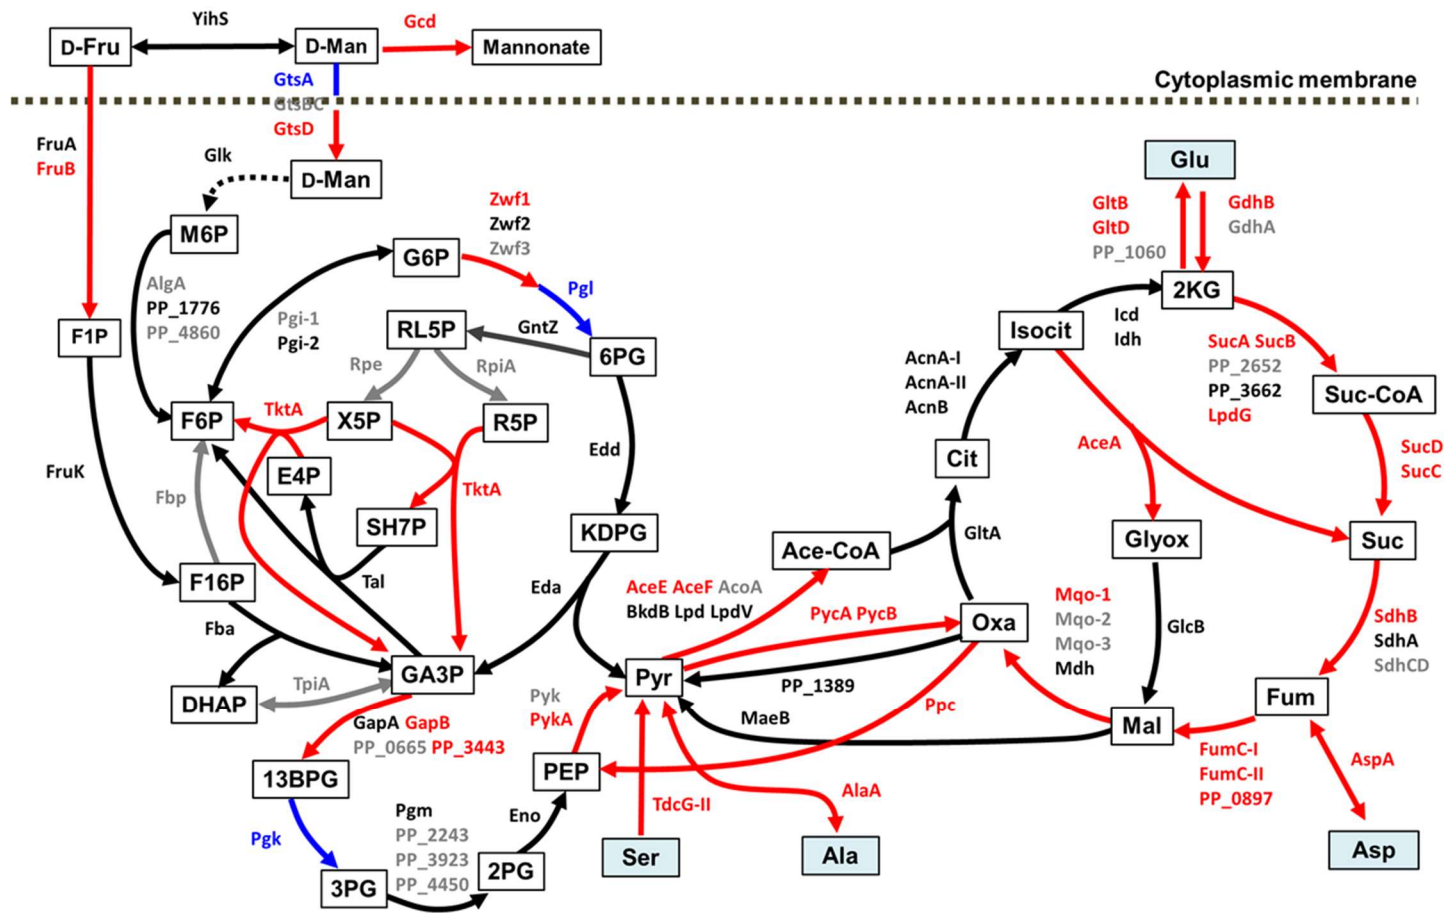 YihS
Gcd
D-Fru
D-Man
Mannonate
GtsA
GtsBC
GtsD
Cytoplasmic membrane
FruA
FruB
Glk
D-Man
Glu
M6P
Zwf1
Zwf2
Zwf3
G6P
GltB
GltD
PP_1060
GdhB
GdhA
AlgA
PP_1776
PP_4860
Pgi-1
Pgi-2
Pgl
2KG
F1P
RL5P
GntZ
6PG
Isocit
Icd
Idh
Rpe
RpiA
AcnA-I
AcnA-II
AcnB
SucA SucB
PP_2652
PP_3662
LpdG
Suc-CoA
F6P
TktA
X5P
R5P
Edd
Cit
AceA
SucD
SucC
FruK
Fbp
E4P
TktA
SH7P
KDPG
Ace-CoA
GltA
Glyox
Suc
F16P
Tal
Eda
AceE AceF AcoA
BkdB Lpd LpdV
PycA PycB
Oxa
Mqo-1
Mqo-2
Mqo-3
Mdh
GlcB
SdhB
SdhA
SdhCD
Fba
GA3P
Pyr
PP_1389
DHAP
TpiA
GapA GapB
PP_0665 PP_3443
Pyk
PykA
MaeB
Ppc
Mal
Fum
13BPG
PEP
FumC-I
FumC-II
PP_0897
AspA
Pgk
Pgm
PP_2243
PP_3923
PP_4450
Eno
TdcG-II
AlaA
3PG
2PG
Ser
Ala
Asp